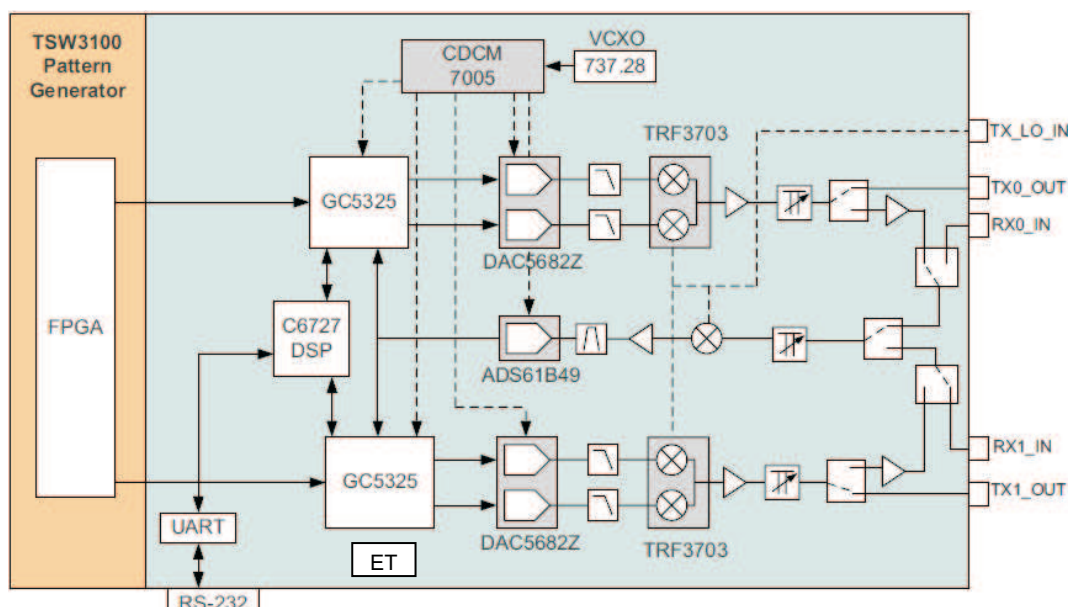 TSW3100
Pattern
Generator
CDCM
7005
VCXO
737.28
TRF3703
TX_LO_IN
TX0_OUT
RX0_IN
GC5325
DAC5682Z
FPGA
C6727
DSP
ADS61B49
GC5325
RX1_IN
TX1_OUT
UART
DAC5682Z
TRF3703
ET
RS-232